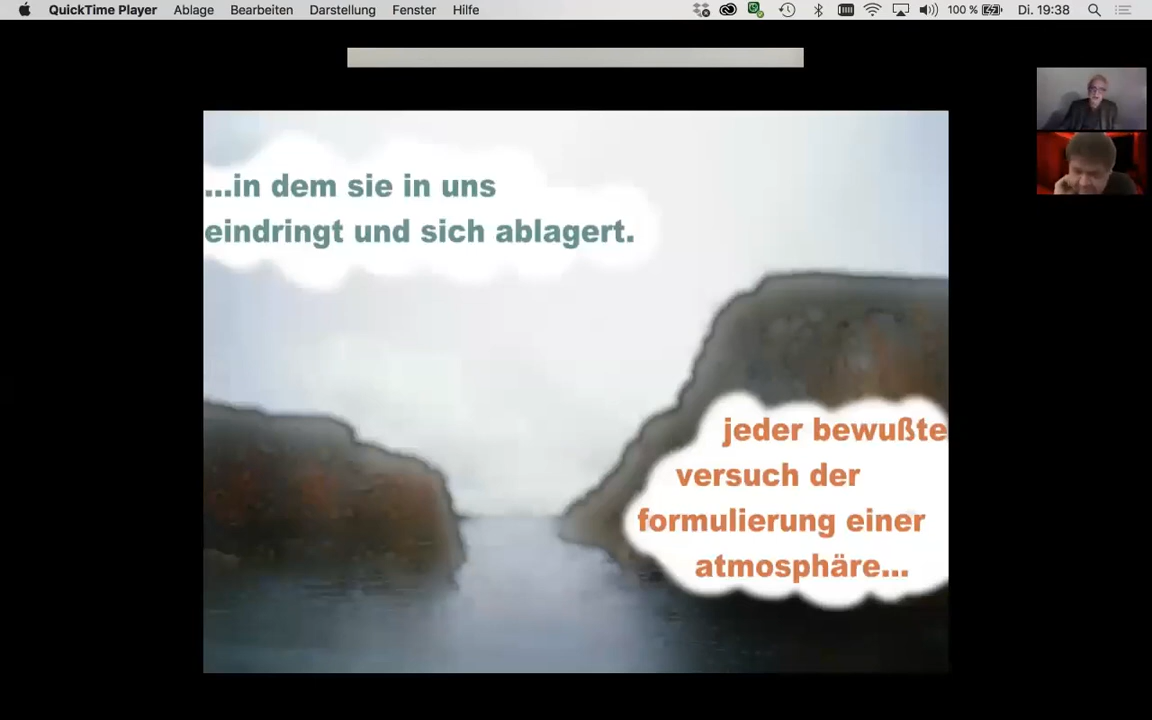 QuickTime Player Ablage Bearbeiten Darstellung Fenster Hilfe 100 % Di. 19:38
...in dem sie in uns
eindringt und sich ablagert.
jeder bewußte
versuch der
formulierung einer
atmosphäre...